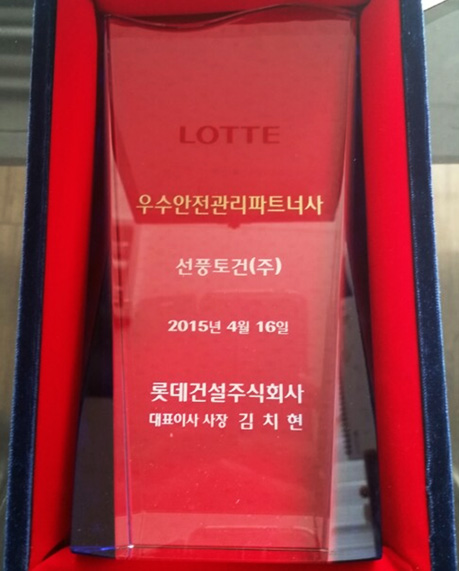 LOTTE
우수안전관리파트너사
선풍토건(주)
2015년 4월 16일
롯데건설주식회사
대표이사 사장 김 치 현